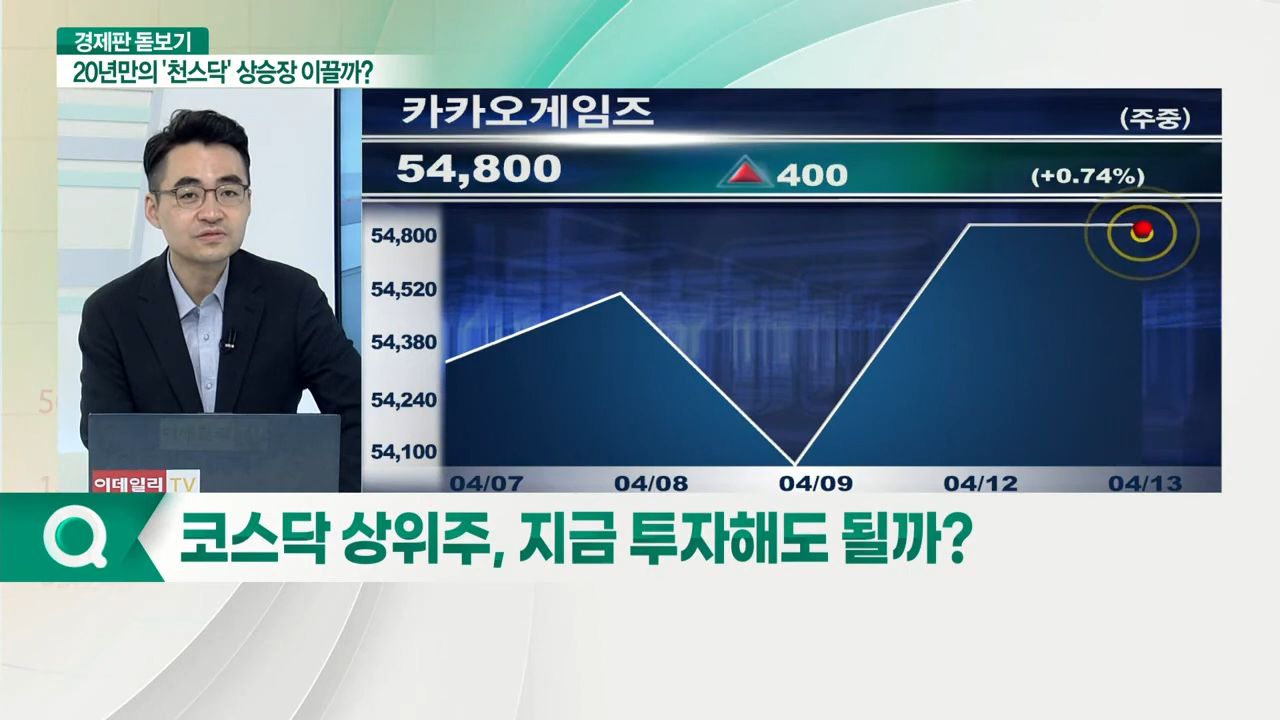 경제판 돋보기
20년만의 '천스닥' 상승장 이끌까?
카카오게임즈
(주중)
54,800
400
(+0.74%)
54,800
54,520
54,380
54,240
54,100
04/07
04/08
04/09
04/12
04/13
이데일리 TV
코스닥 상위주, 지금 투자해도 될까?